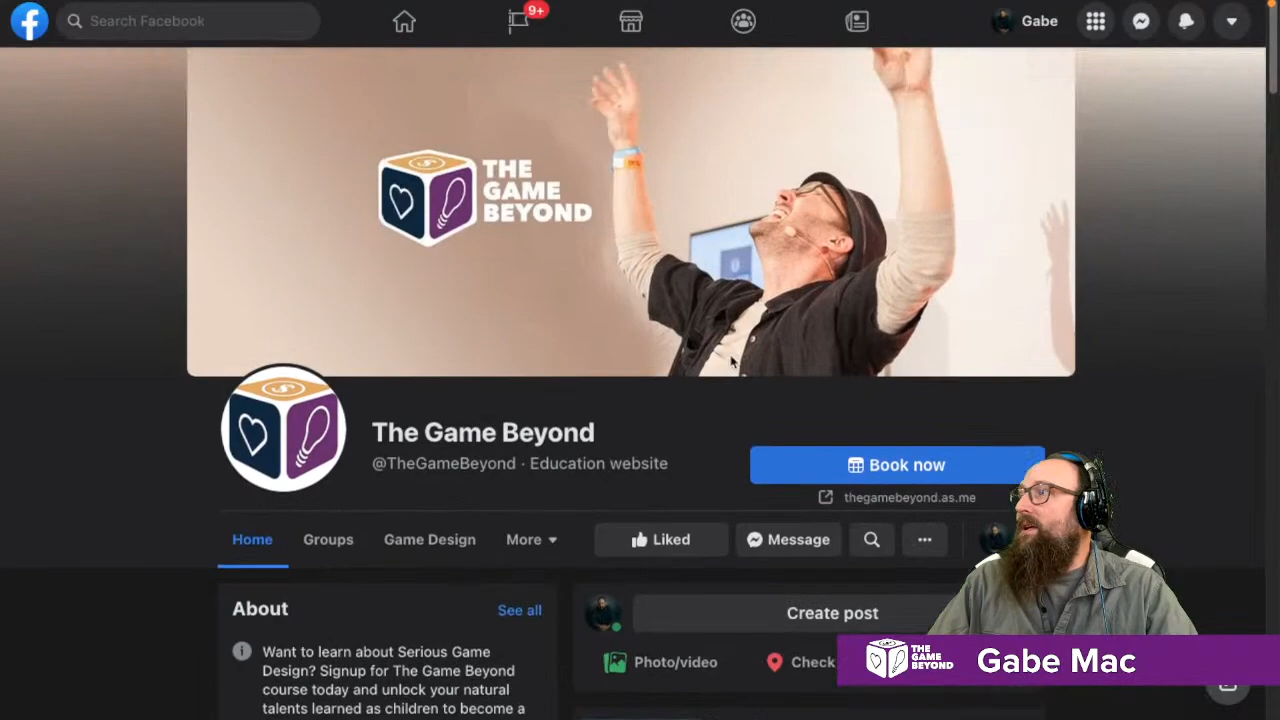 Search Facebook
9+
Gabe
THE
GAME
BEYOND
The Game Beyond
@TheGameBeyond · Education website
Book now
thegamebeyond.as.me
Home
Groups
Game Design
More
Liked
Message
About
See all
Want to learn about Serious Game
Design? Signup for The Game Beyond
course today and unlock your natural
talents learned as children to become a
Create post
Photo/video
Check
THE
GAME
BEYOND
Gabe Mac